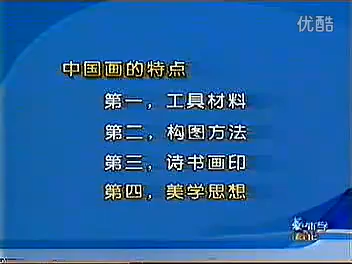 优酷
中国画的特点
第一，工具材料
第二，构图方法
第三，诗书画印
第四，美学思想